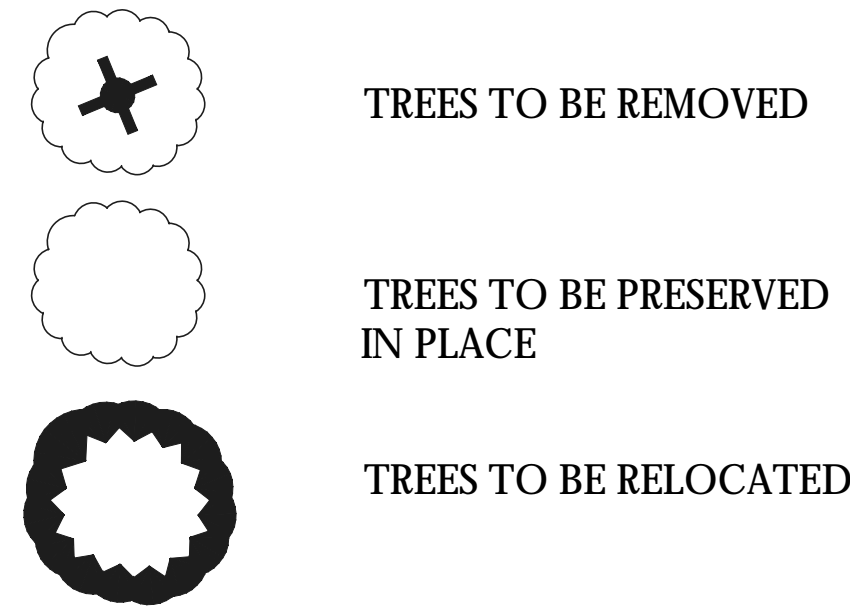 TREES TO BE REMOVED
TREES TO BE PRESERVED
IN PLACE
TREES TO BE RELOCATED